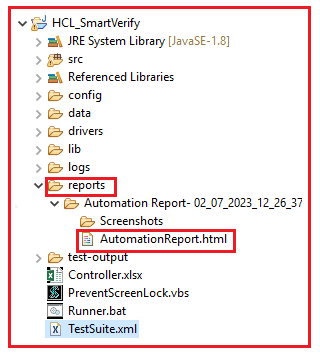 HCL_SmartVerify
JRE System Library [JavaSE-1.8]
src
Referenced Libraries
config
data
drivers
lib
logs
reports
Automation Report- 02_07_2023_12_26_37
Screenshots
AutomationReport.html
test-output
Controller.xlsx
PreventScreenLock.vbs
Runner.bat
TestSuite.xml